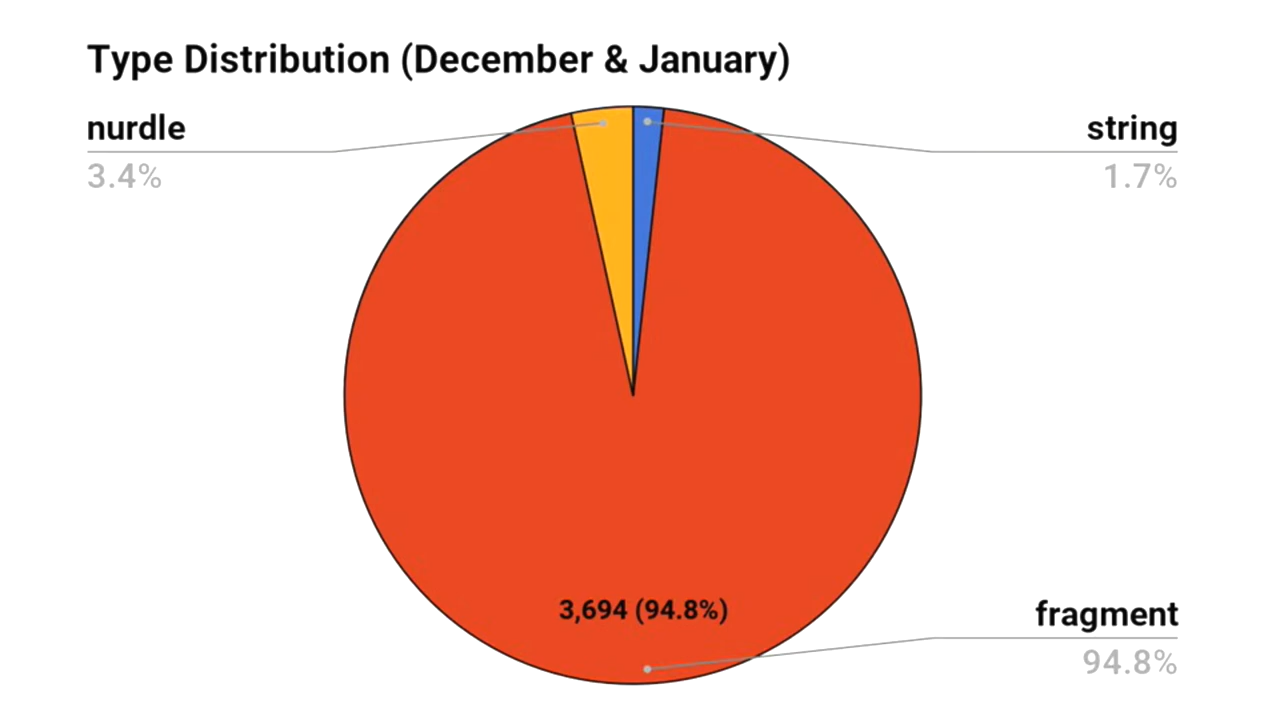 Type Distribution (December & January)
nurdle
3.4%
string
1.7%
3,694 (94.8%)
fragment
94.8%